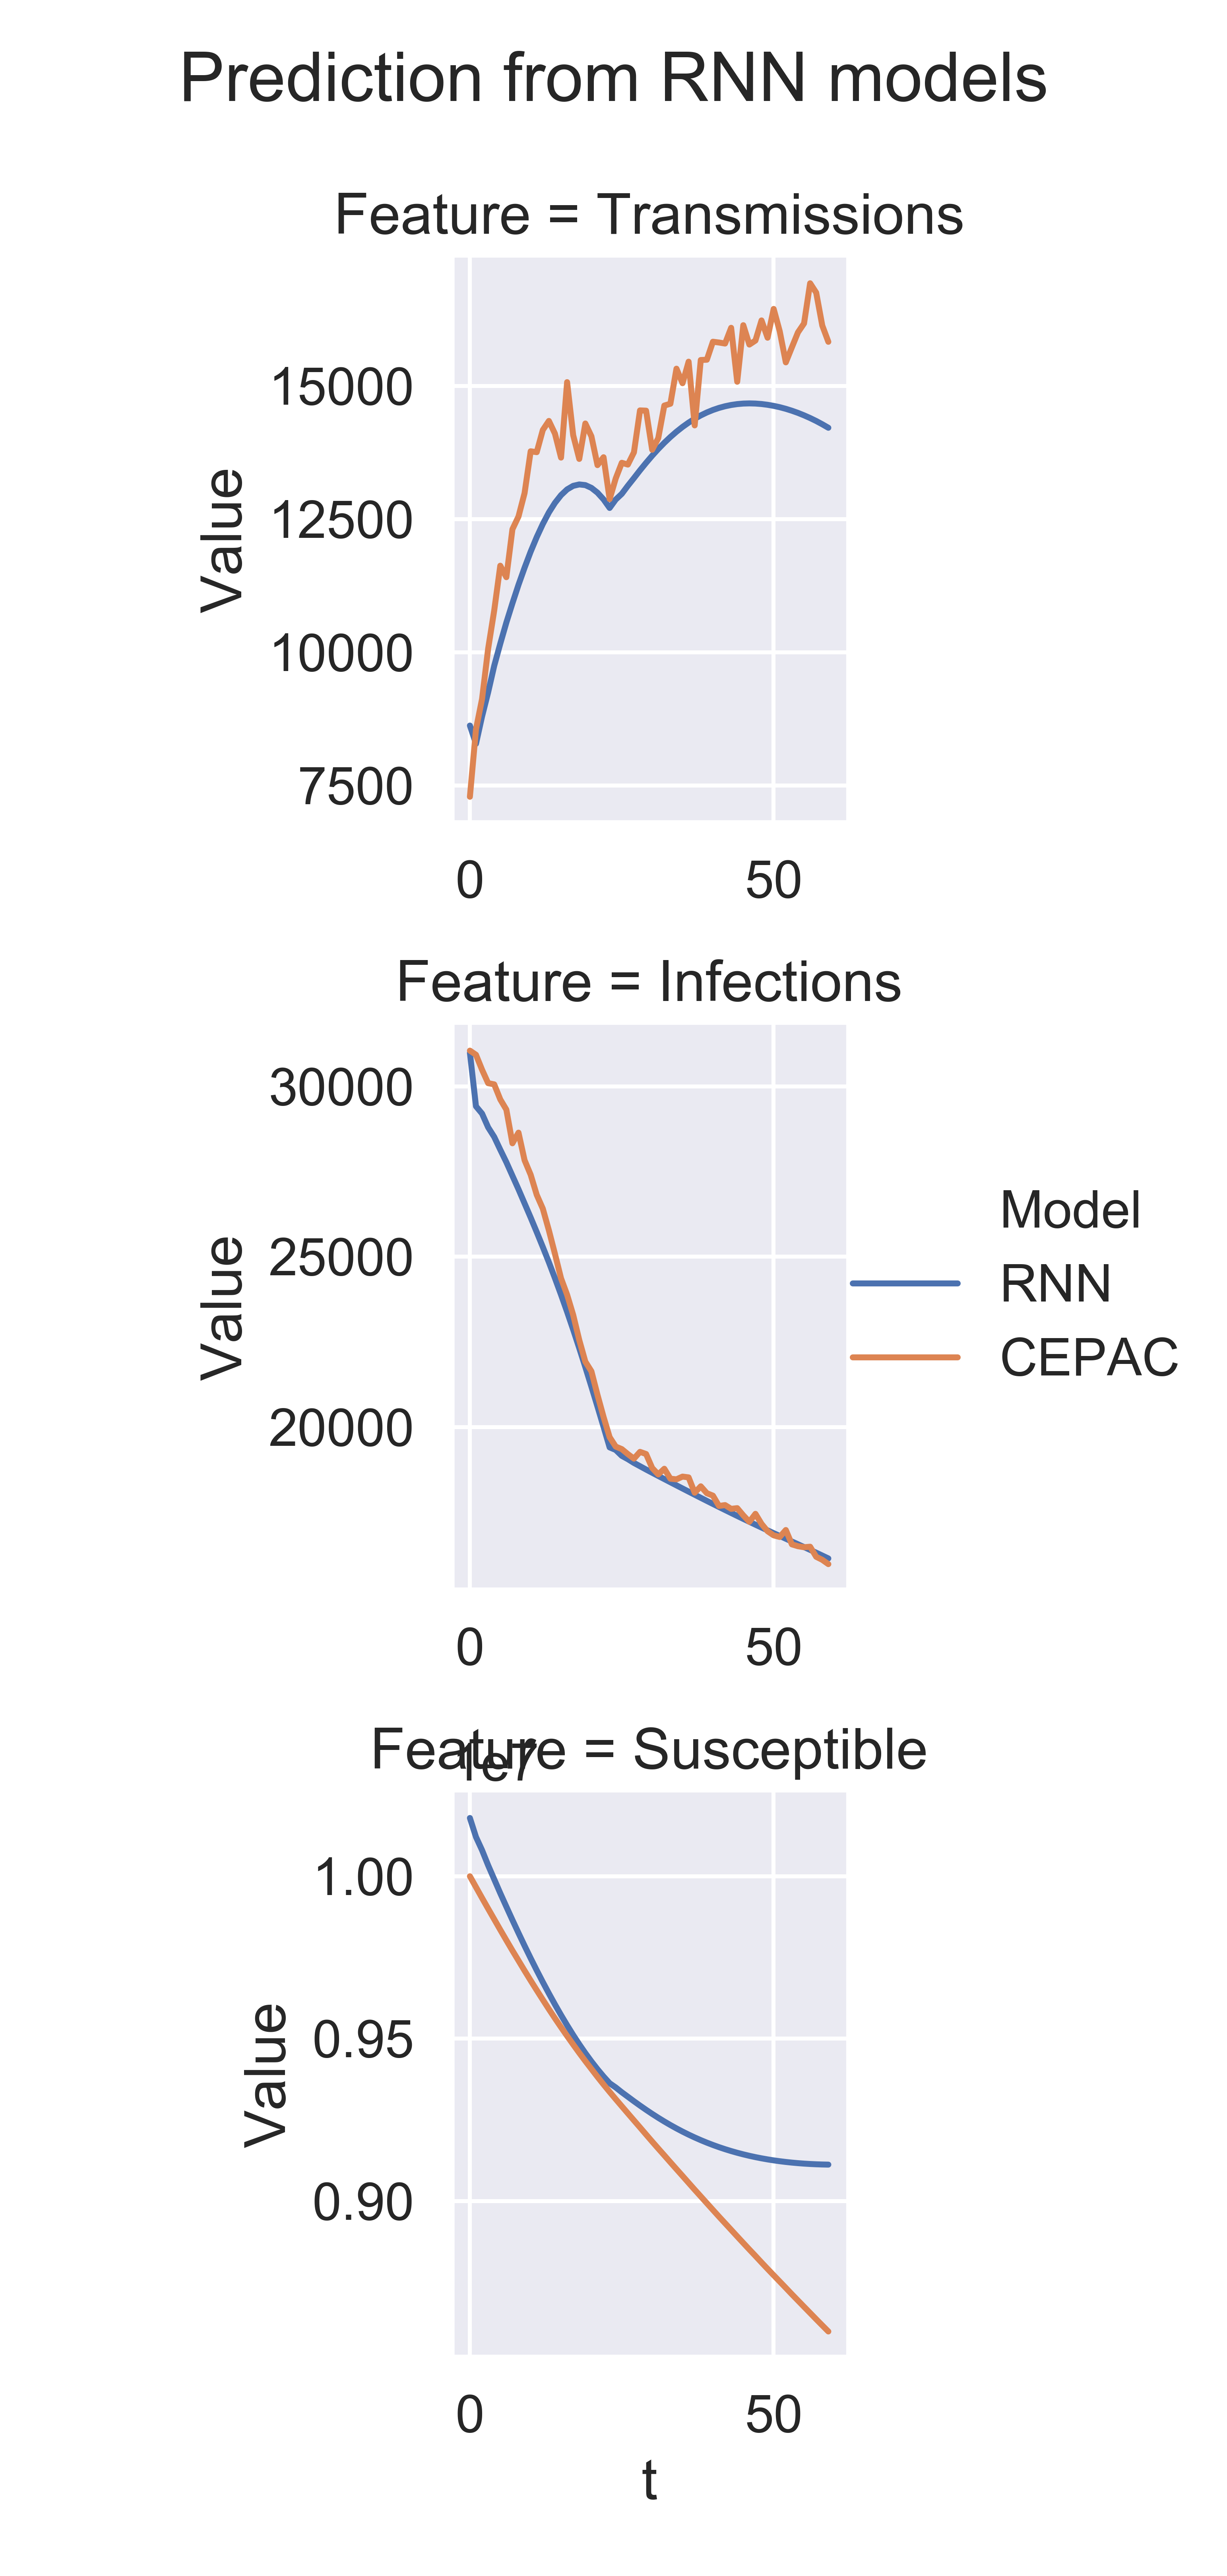 Prediction from RNN models
Feature = Transmissions
Value
15000
12500
10000
7500
0 50
Feature = Infections
Value
30000
25000
20000
0 50
Model
RNN
CEPAC
Feature = Susceptible
1e7
Value
1.00
0.95
0.90
0 50
t